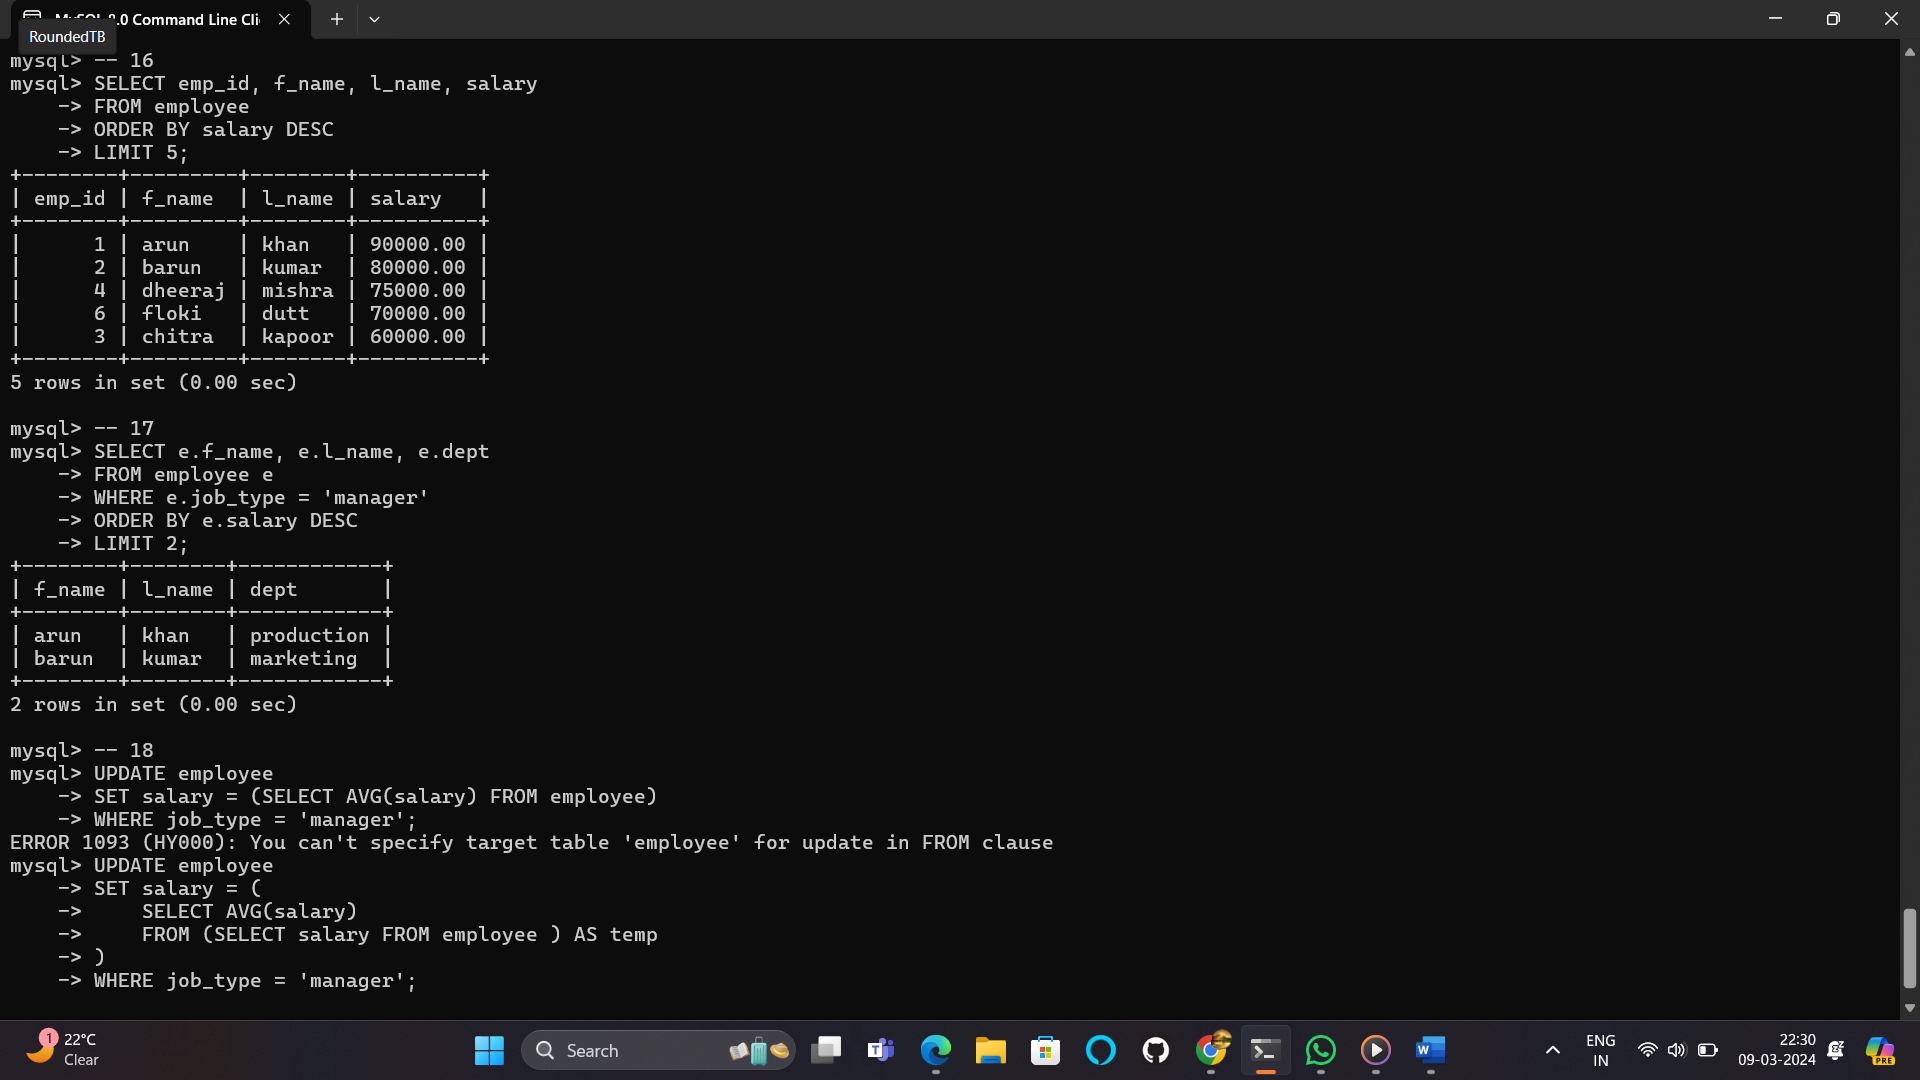 MySQL 8.0 Command Line Cli
RoundedTB
mysql> -- 16
mysql> SELECT emp_id, f_name, l_name, salary
    -> FROM employee
    -> ORDER BY salary DESC
    -> LIMIT 5;
+--------+---------+--------+----------+
| emp_id | f_name  | l_name | salary   |
+--------+---------+--------+----------+
|      1 | arun    | khan   | 90000.00 |
|      2 | barun   | kumar  | 80000.00 |
|      4 | dheeraj | mishra | 75000.00 |
|      6 | floki   | dutt   | 70000.00 |
|      3 | chitra  | kapoor | 60000.00 |
+--------+---------+--------+----------+
5 rows in set (0.00 sec)
mysql> -- 17
mysql> SELECT e.f_name, e.l_name, e.dept
    -> FROM employee e
    -> WHERE e.job_type = 'manager'
    -> ORDER BY e.salary DESC
    -> LIMIT 2;
+--------+--------+------------+
| f_name | l_name | dept       |
+--------+--------+------------+
| arun   | khan   | production |
| barun  | kumar  | marketing  |
+--------+--------+------------+
2 rows in set (0.00 sec)
mysql> -- 18
mysql> UPDATE employee
    -> SET salary = (SELECT AVG(salary) FROM employee)
    -> WHERE job_type = 'manager';
ERROR 1093 (HY000): You can't specify target table 'employee' for update in FROM clause
mysql> UPDATE employee
    -> SET salary = (
    ->     SELECT AVG(salary)
    ->     FROM (SELECT salary FROM employee ) AS temp
    -> )
    -> WHERE job_type = 'manager';
1
22°C
Clear
Search
ENG
IN
22:30
09-03-2024
PRE